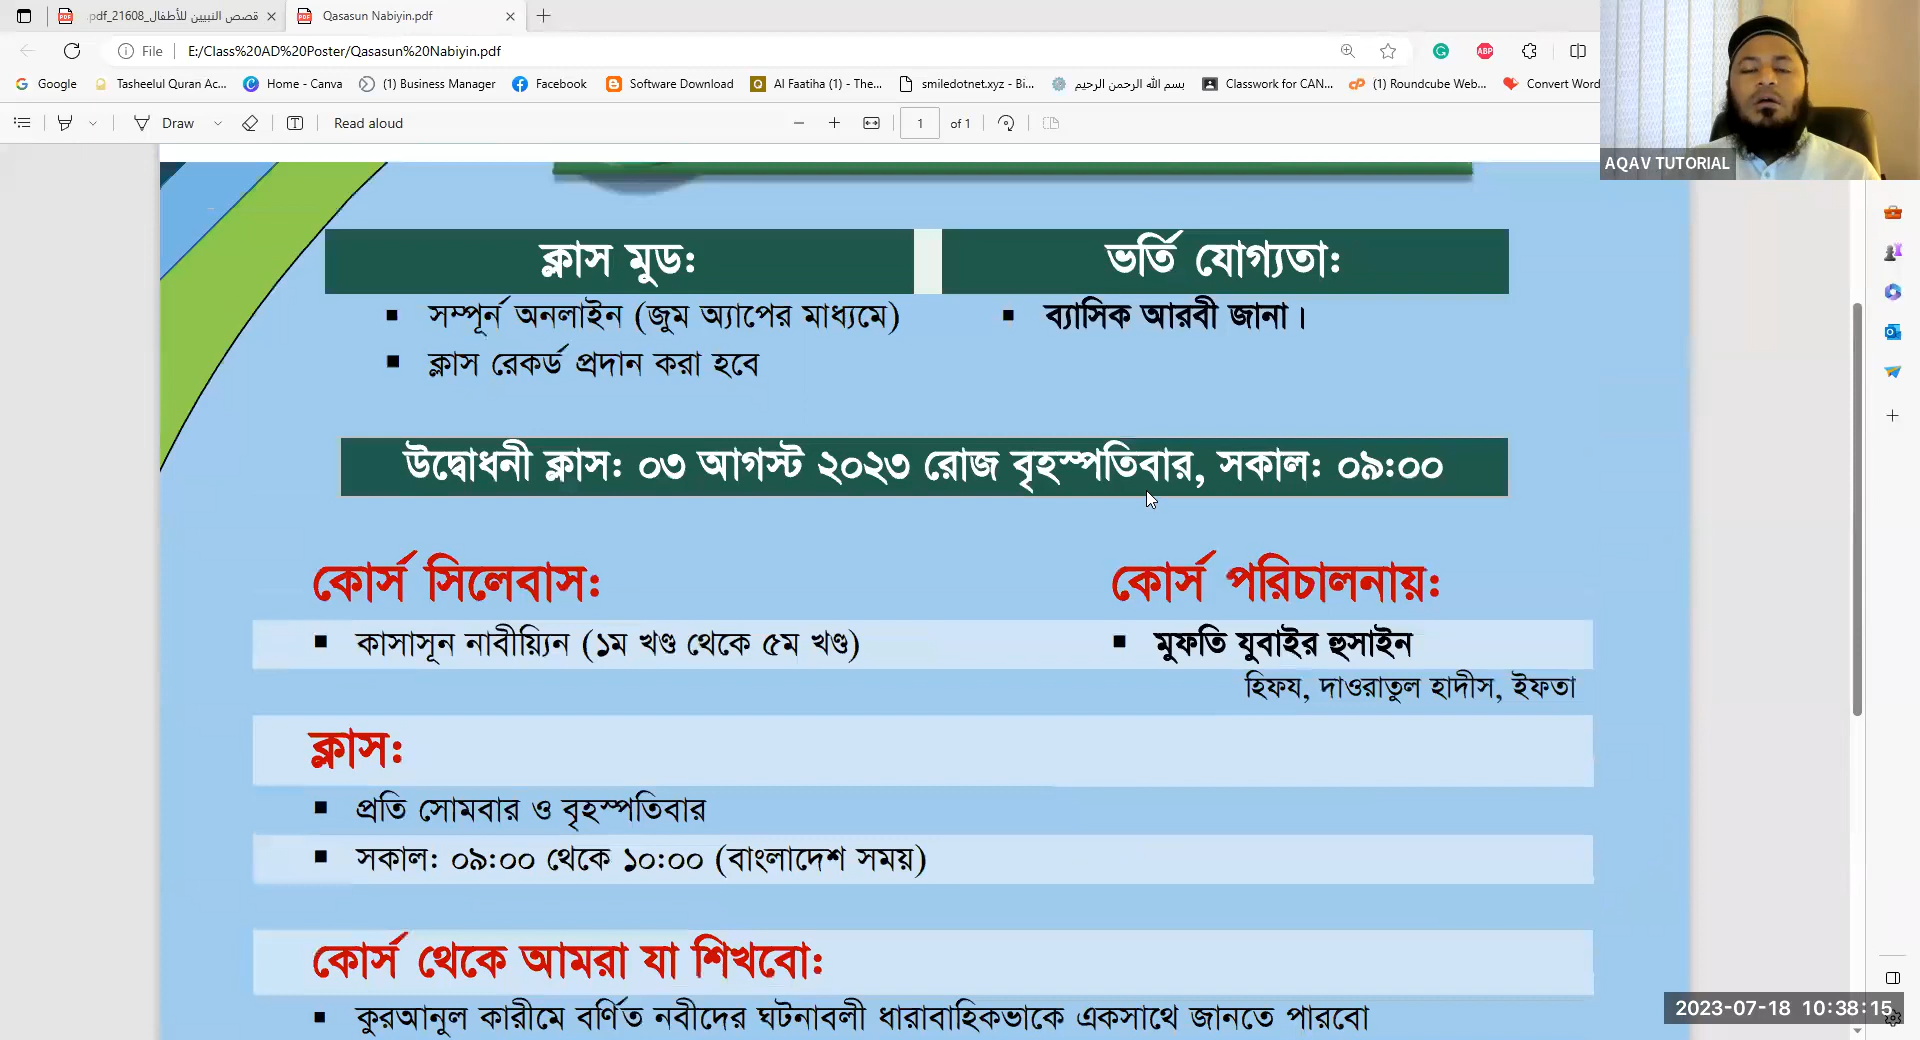 قصص النبيين للأطفال_21608_.pdf
Qasasun Nabiyin.pdf
File
E:/Class%20AD%20Poster/Qasasun%20Nabiyin.pdf
Google
Tasheelul Quran Ac...
Home - Canva
(1) Business Manager
Facebook
Software Download
Al Faatiha (1) - The...
smiledotnet.xyz - Bi...
بسم الله الرحمن الرحيم
Classwork for CAN...
(1) Roundcube Web...
Convert Word
Draw
Read aloud
1
of 1
AQAV TUTORIAL
ক্লাস মুড:
ভর্তি যোগ্যতা:
▪ সম্পূর্ন অনলাইন (জুম অ্যাপের মাধ্যমে)
▪ ব্যাসিক আরবী জানা।
▪ ক্লাস রেকর্ড প্রদান করা হবে
উদ্বোধনী ক্লাস: ০৩ আগস্ট ২০২৩ রোজ বৃহস্পতিবার, সকাল: ০৯:০০
কোর্স সিলেবাস:
কোর্স পরিচালনায়:
▪ কাসাসূন নাবীয়্যিন (১ম খণ্ড থেকে ৫ম খণ্ড)
▪ মুফতি যুবাইর হুসাইন
হিফয, দাওরাতুল হাদীস, ইফতা
ক্লাস:
▪ প্রতি সোমবার ও বৃহস্পতিবার
▪ সকাল: ০৯:০০ থেকে ১০:০০ (বাংলাদেশ সময়)
কোর্স থেকে আমরা যা শিখবো:
▪ কুরআনুল কারীমে বর্ণিত নবীদের ঘটনাবলী ধারাবাহিকভাকে একসাথে জানতে পারবো
2023-07-18 10:38:15